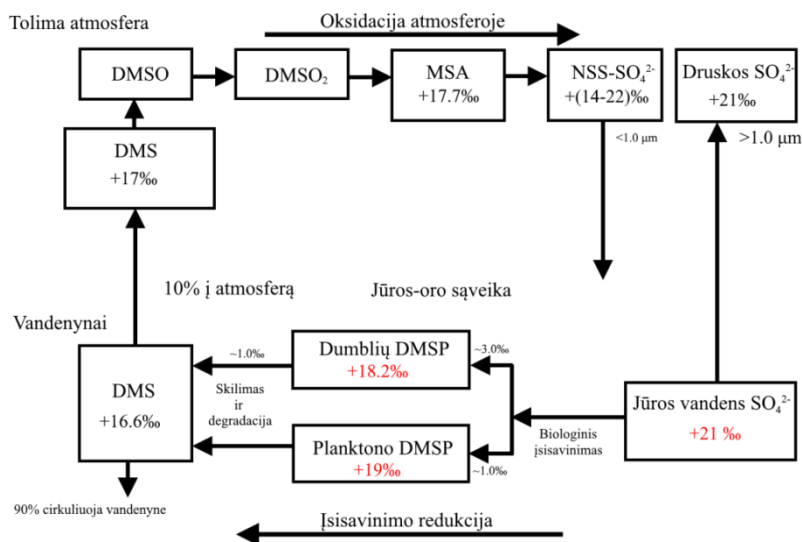 Tolima atmosfera
Oksidacija atmosferoje
DMSO
DMSO₂
MSA
+17.7‰
NSS-SO₄²⁻
+(14-22)‰
Druskos SO₄²⁻
+21‰
<1.0 μm
>1.0 μm
DMS
+17‰
10% į atmosferą
Jūros-oro sąveika
Vandenynai
DMS
+16.6‰
~1.0‰
Skilimas
ir
degradacija
Dumblių DMSP
+18.2‰
~3.0‰
Planktono DMSP
+19‰
~1.0‰
Biologinis
įsisavinimas
Jūros vandens SO₄²⁻
+21 ‰
90% cirkuliuoja vandenyne
Įsisavinimo redukcija